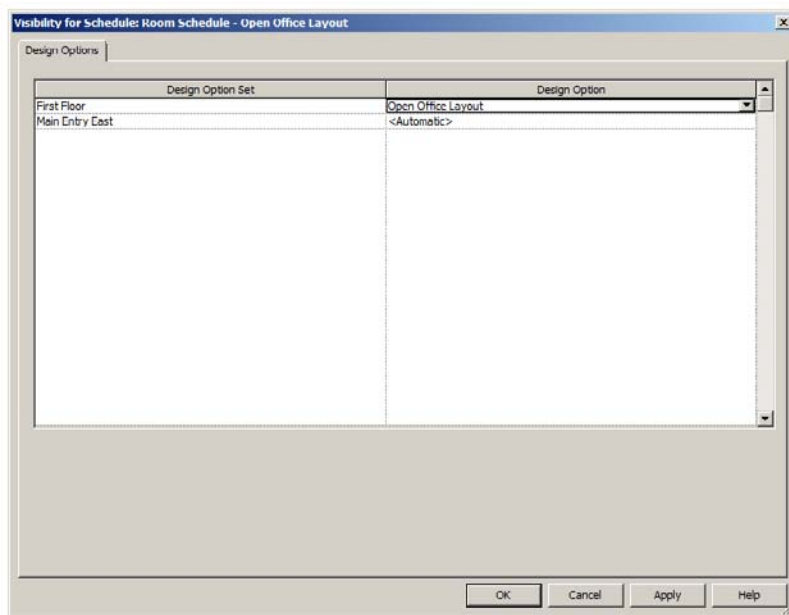 Visibility for Schedule: Room Schedule - Open Office Layout
Design Options
Design Option Set Design Option
First Floor Open Office Layout
Main Entry East <Automatic>
OK Cancel Apply Help